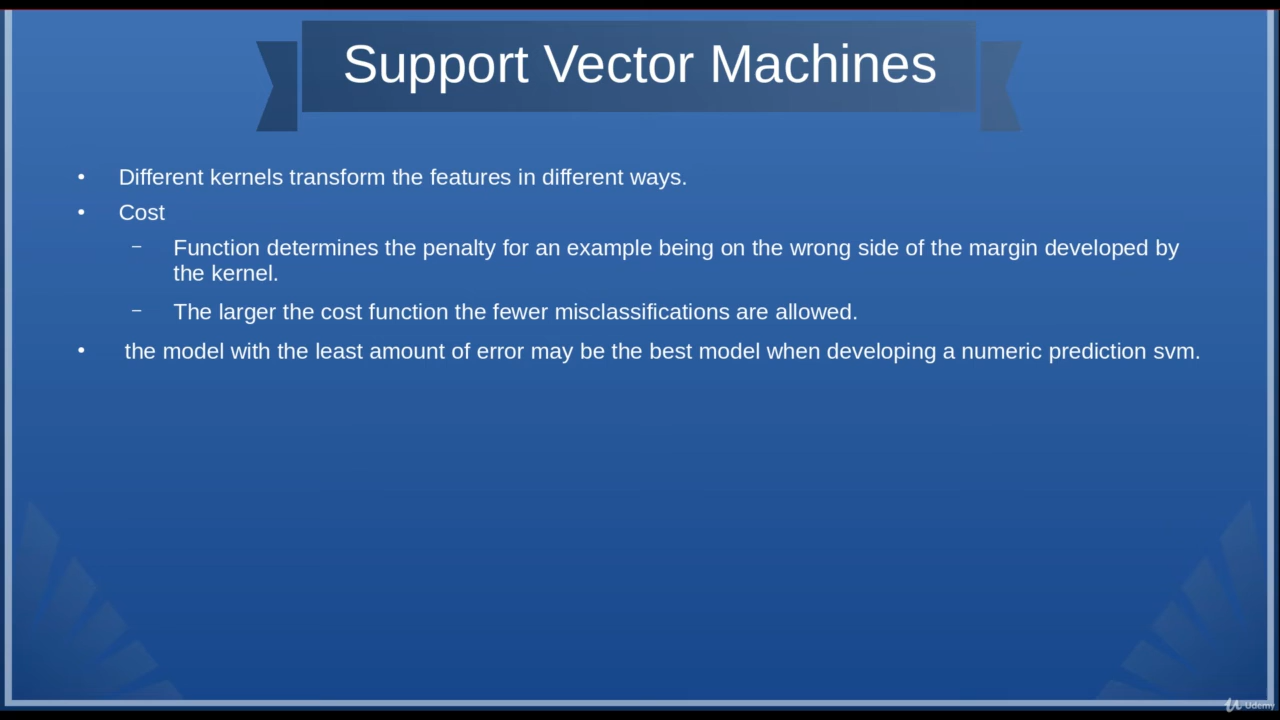 Support Vector Machines
• Different kernels transform the features in different ways.
• Cost
– Function determines the penalty for an example being on the wrong side of the margin developed by
the kernel.
– The larger the cost function the fewer misclassifications are allowed.
• the model with the least amount of error may be the best model when developing a numeric prediction svm.
Udemy